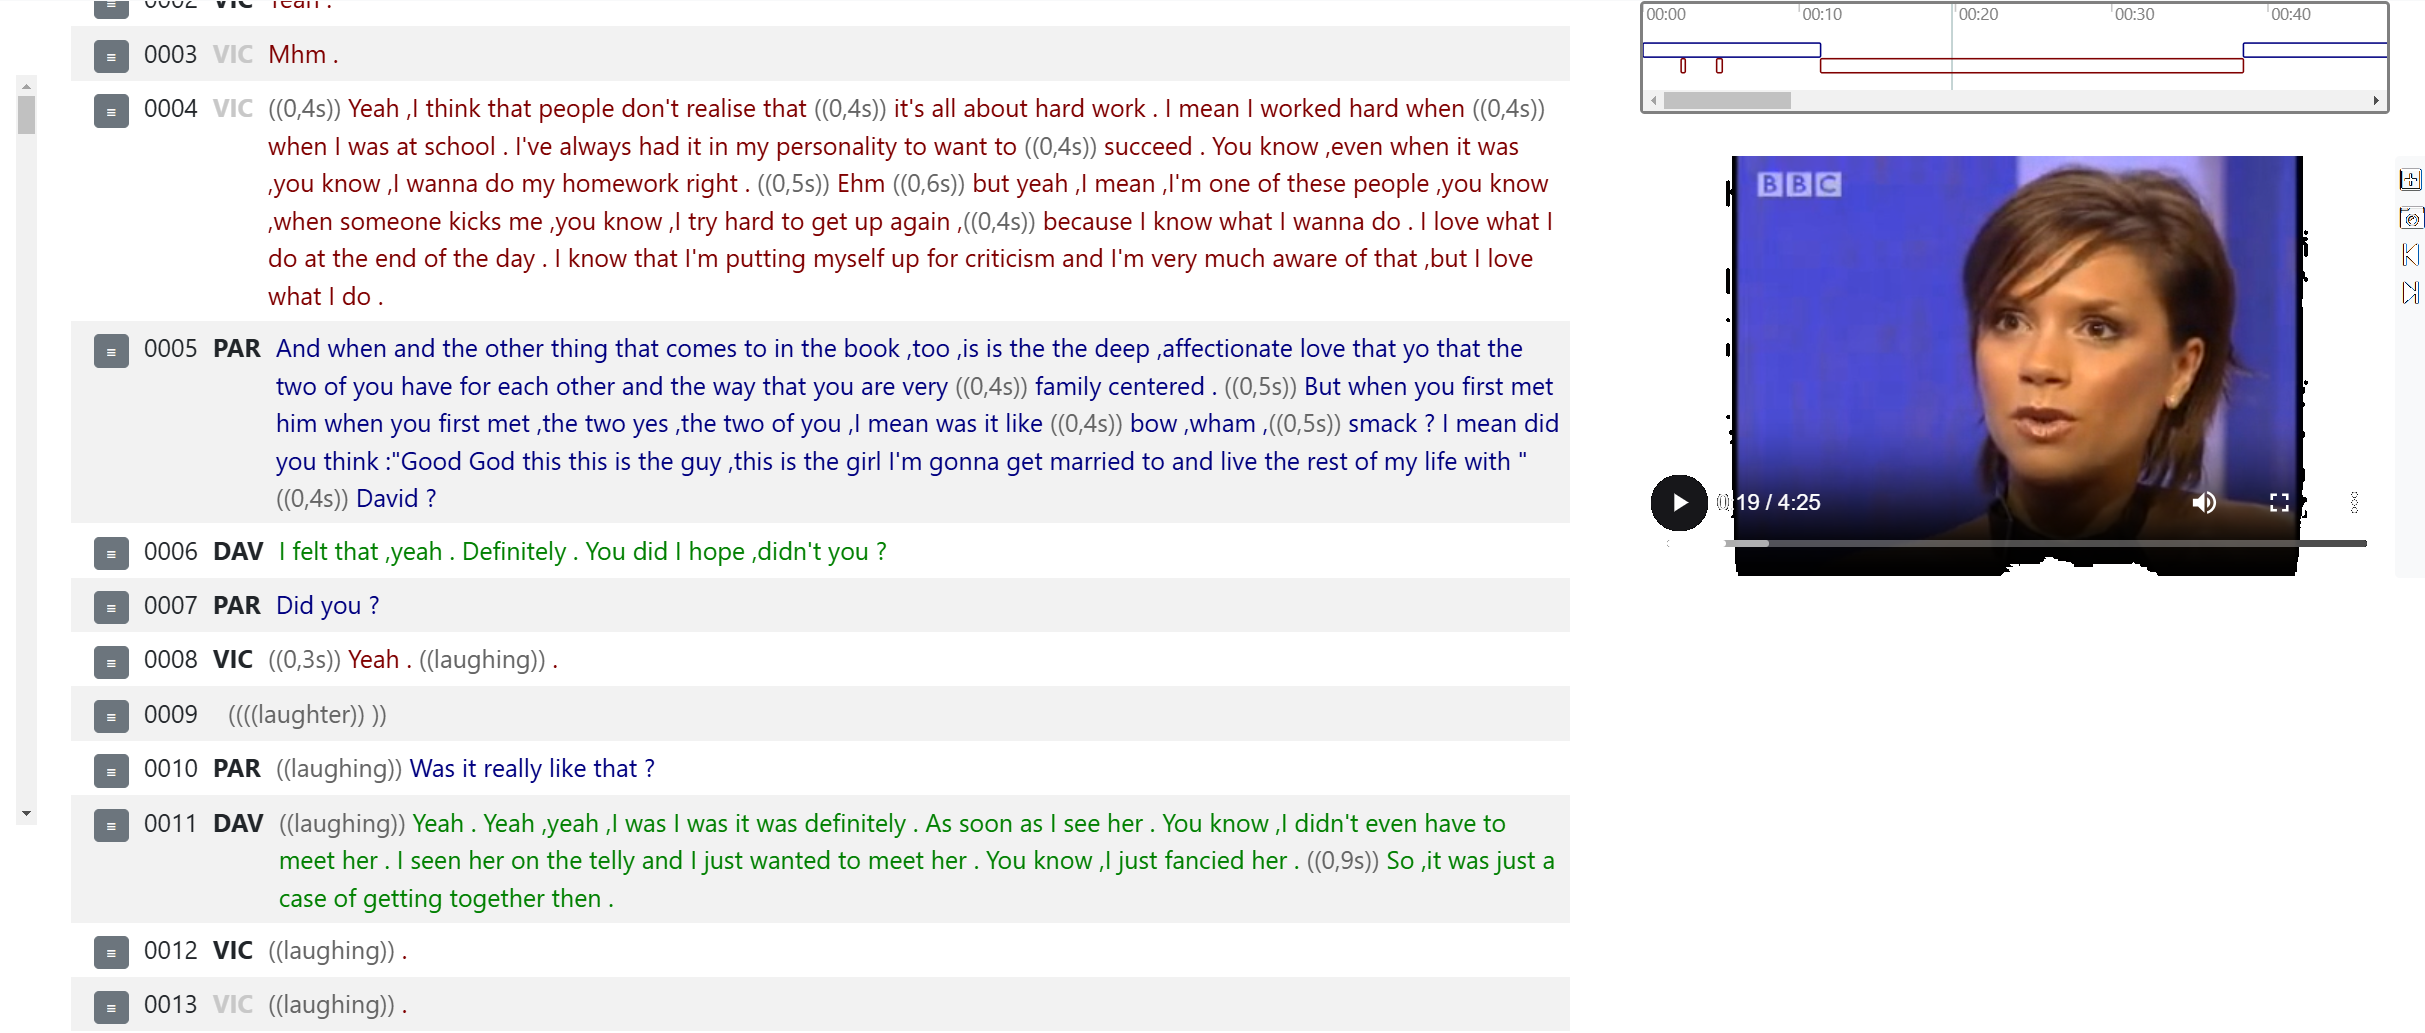 0002 VIC Yeah .
0003 VIC Mhm .
0004 VIC ((0,4s)) Yeah ,I think that people don't realise that ((0,4s)) it's all about hard work . I mean I worked hard when ((0,4s))
when I was at school . I've always had it in my personality to want to ((0,4s)) succeed . You know ,even when it was
,you know ,I wanna do my homework right . ((0,5s)) Ehm ((0,6s)) but yeah ,I mean ,I'm one of these people ,you know
,when someone kicks me ,you know ,I try hard to get up again ,((0,4s)) because I know what I wanna do . I love what I
do at the end of the day . I know that I'm putting myself up for criticism and I'm very much aware of that ,but I love
what I do .
0005 PAR And when and the other thing that comes to in the book ,too ,is is the the deep ,affectionate love that yo that the
two of you have for each other and the way that you are very ((0,4s)) family centered . ((0,5s)) But when you first met
him when you first met ,the two yes ,the two of you ,I mean was it like ((0,4s)) bow ,wham ,((0,5s)) smack ? I mean did
you think :"Good God this this is the guy ,this is the girl I'm gonna get married to and live the rest of my life with "
((0,4s)) David ?
0006 DAV I felt that ,yeah . Definitely . You did I hope ,didn't you ?
0007 PAR Did you ?
0008 VIC ((0,3s)) Yeah . ((laughing)) .
0009 ((((laughter)) ))
0010 PAR ((laughing)) Was it really like that ?
0011 DAV ((laughing)) Yeah . Yeah ,yeah ,I was I was it was definitely . As soon as I see her . You know ,I didn't even have to
meet her . I seen her on the telly and I just wanted to meet her . You know ,I just fancied her . ((0,9s)) So ,it was just a
case of getting together then .
0012 VIC ((laughing)) .
0013 VIC ((laughing)) .
00:00 00:10 00:20 00:30 00:40
BBC
0:19 / 4:25